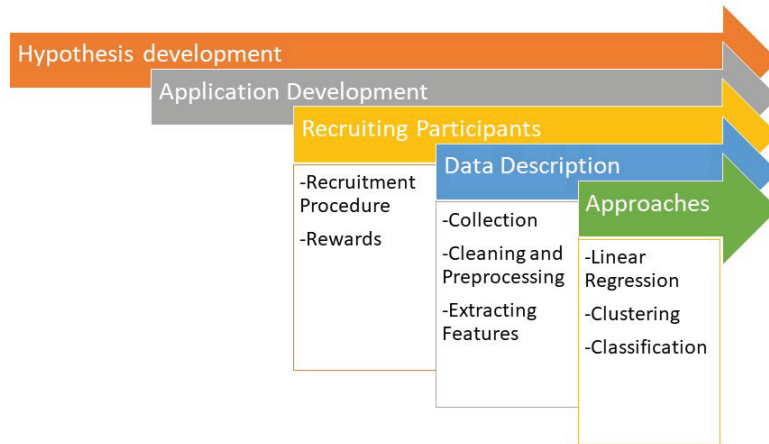 Hypothesis development
Application Development
Recruiting Participants
-Recruitment
Procedure
-Rewards
Data Description
-Collection
-Cleaning and
Preprocessing
-Extracting
Features
Approaches
-Linear
Regression
-Clustering
-Classification